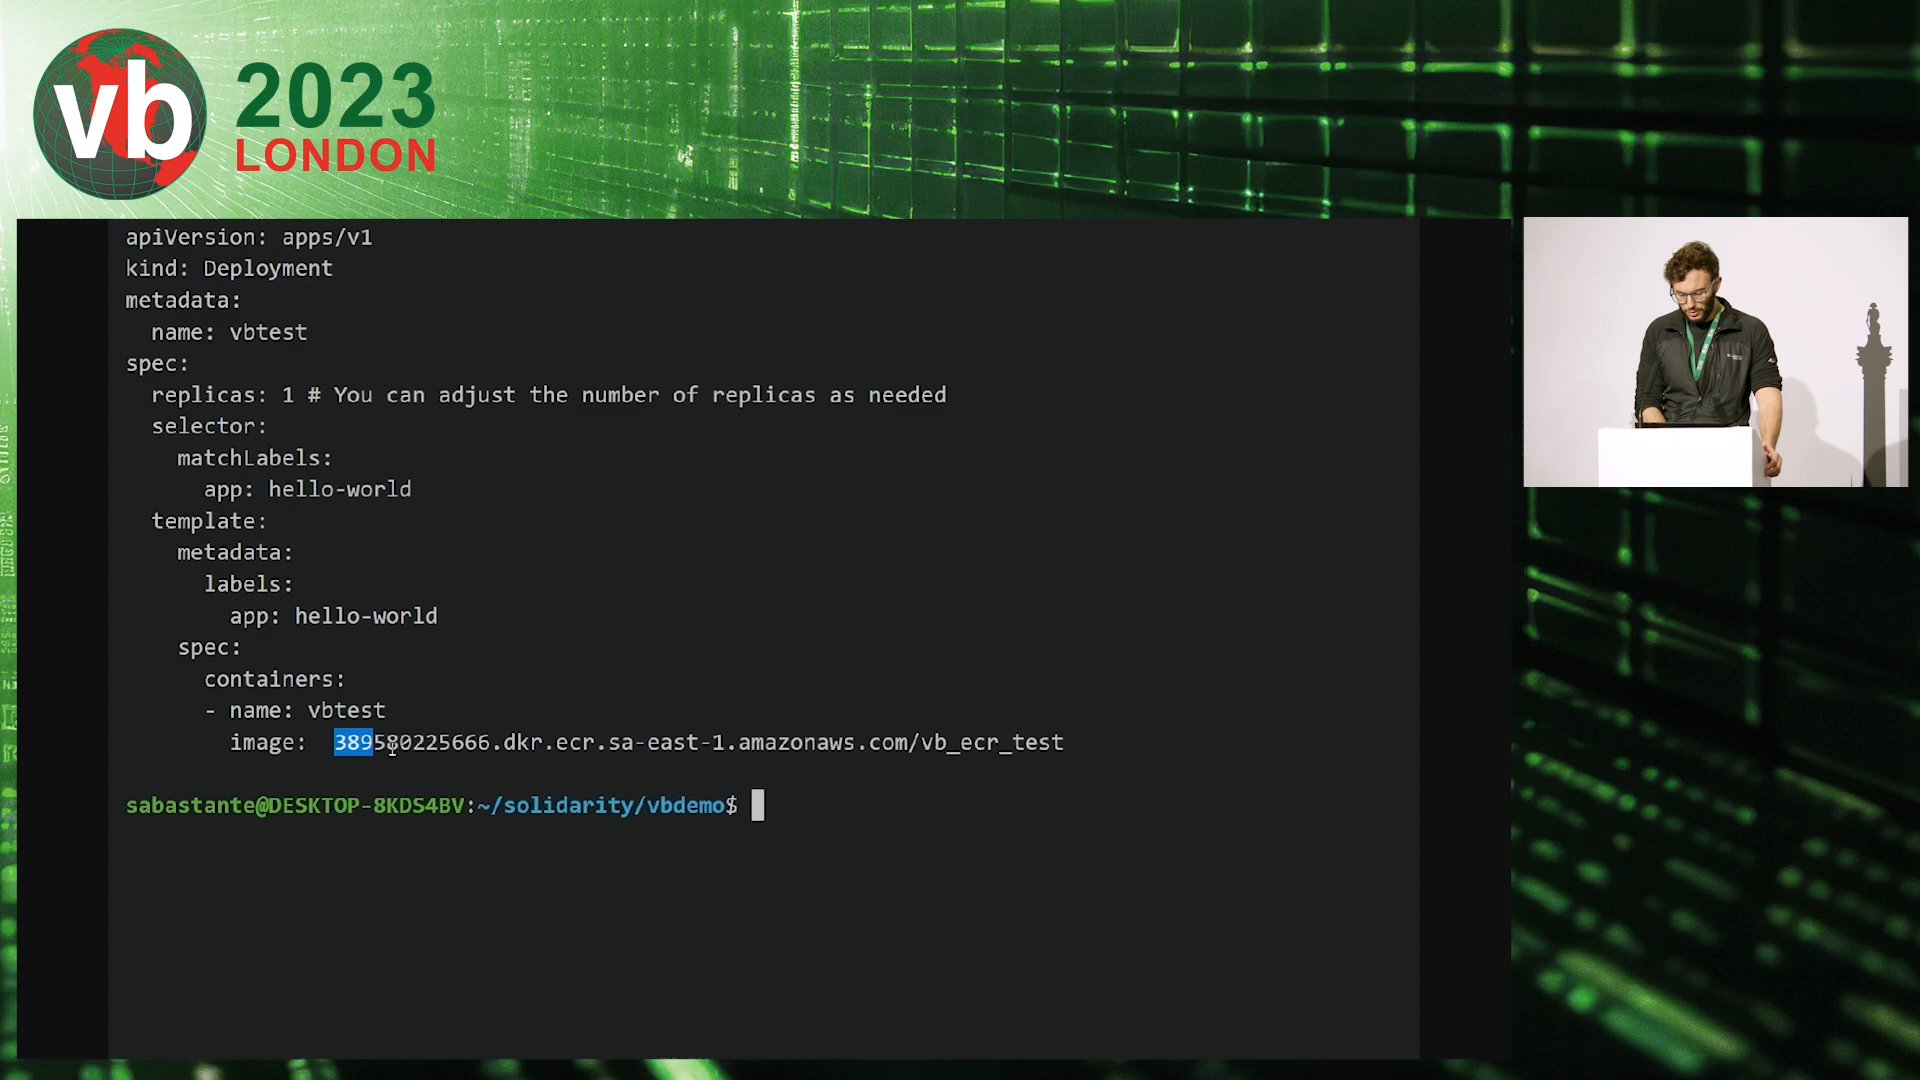 vb
2023
LONDON
apiVersion: apps/v1
kind: Deployment
metadata:
  name: vbtest
spec:
  replicas: 1 # You can adjust the number of replicas as needed
  selector:
    matchLabels:
      app: hello-world
  template:
    metadata:
      labels:
        app: hello-world
    spec:
      containers:
      - name: vbtest
        image:  389580225666.dkr.ecr.sa-east-1.amazonaws.com/vb_ecr_test
sabastante@DESKTOP-8KDS4BV:~/solidarity/vbdemo$